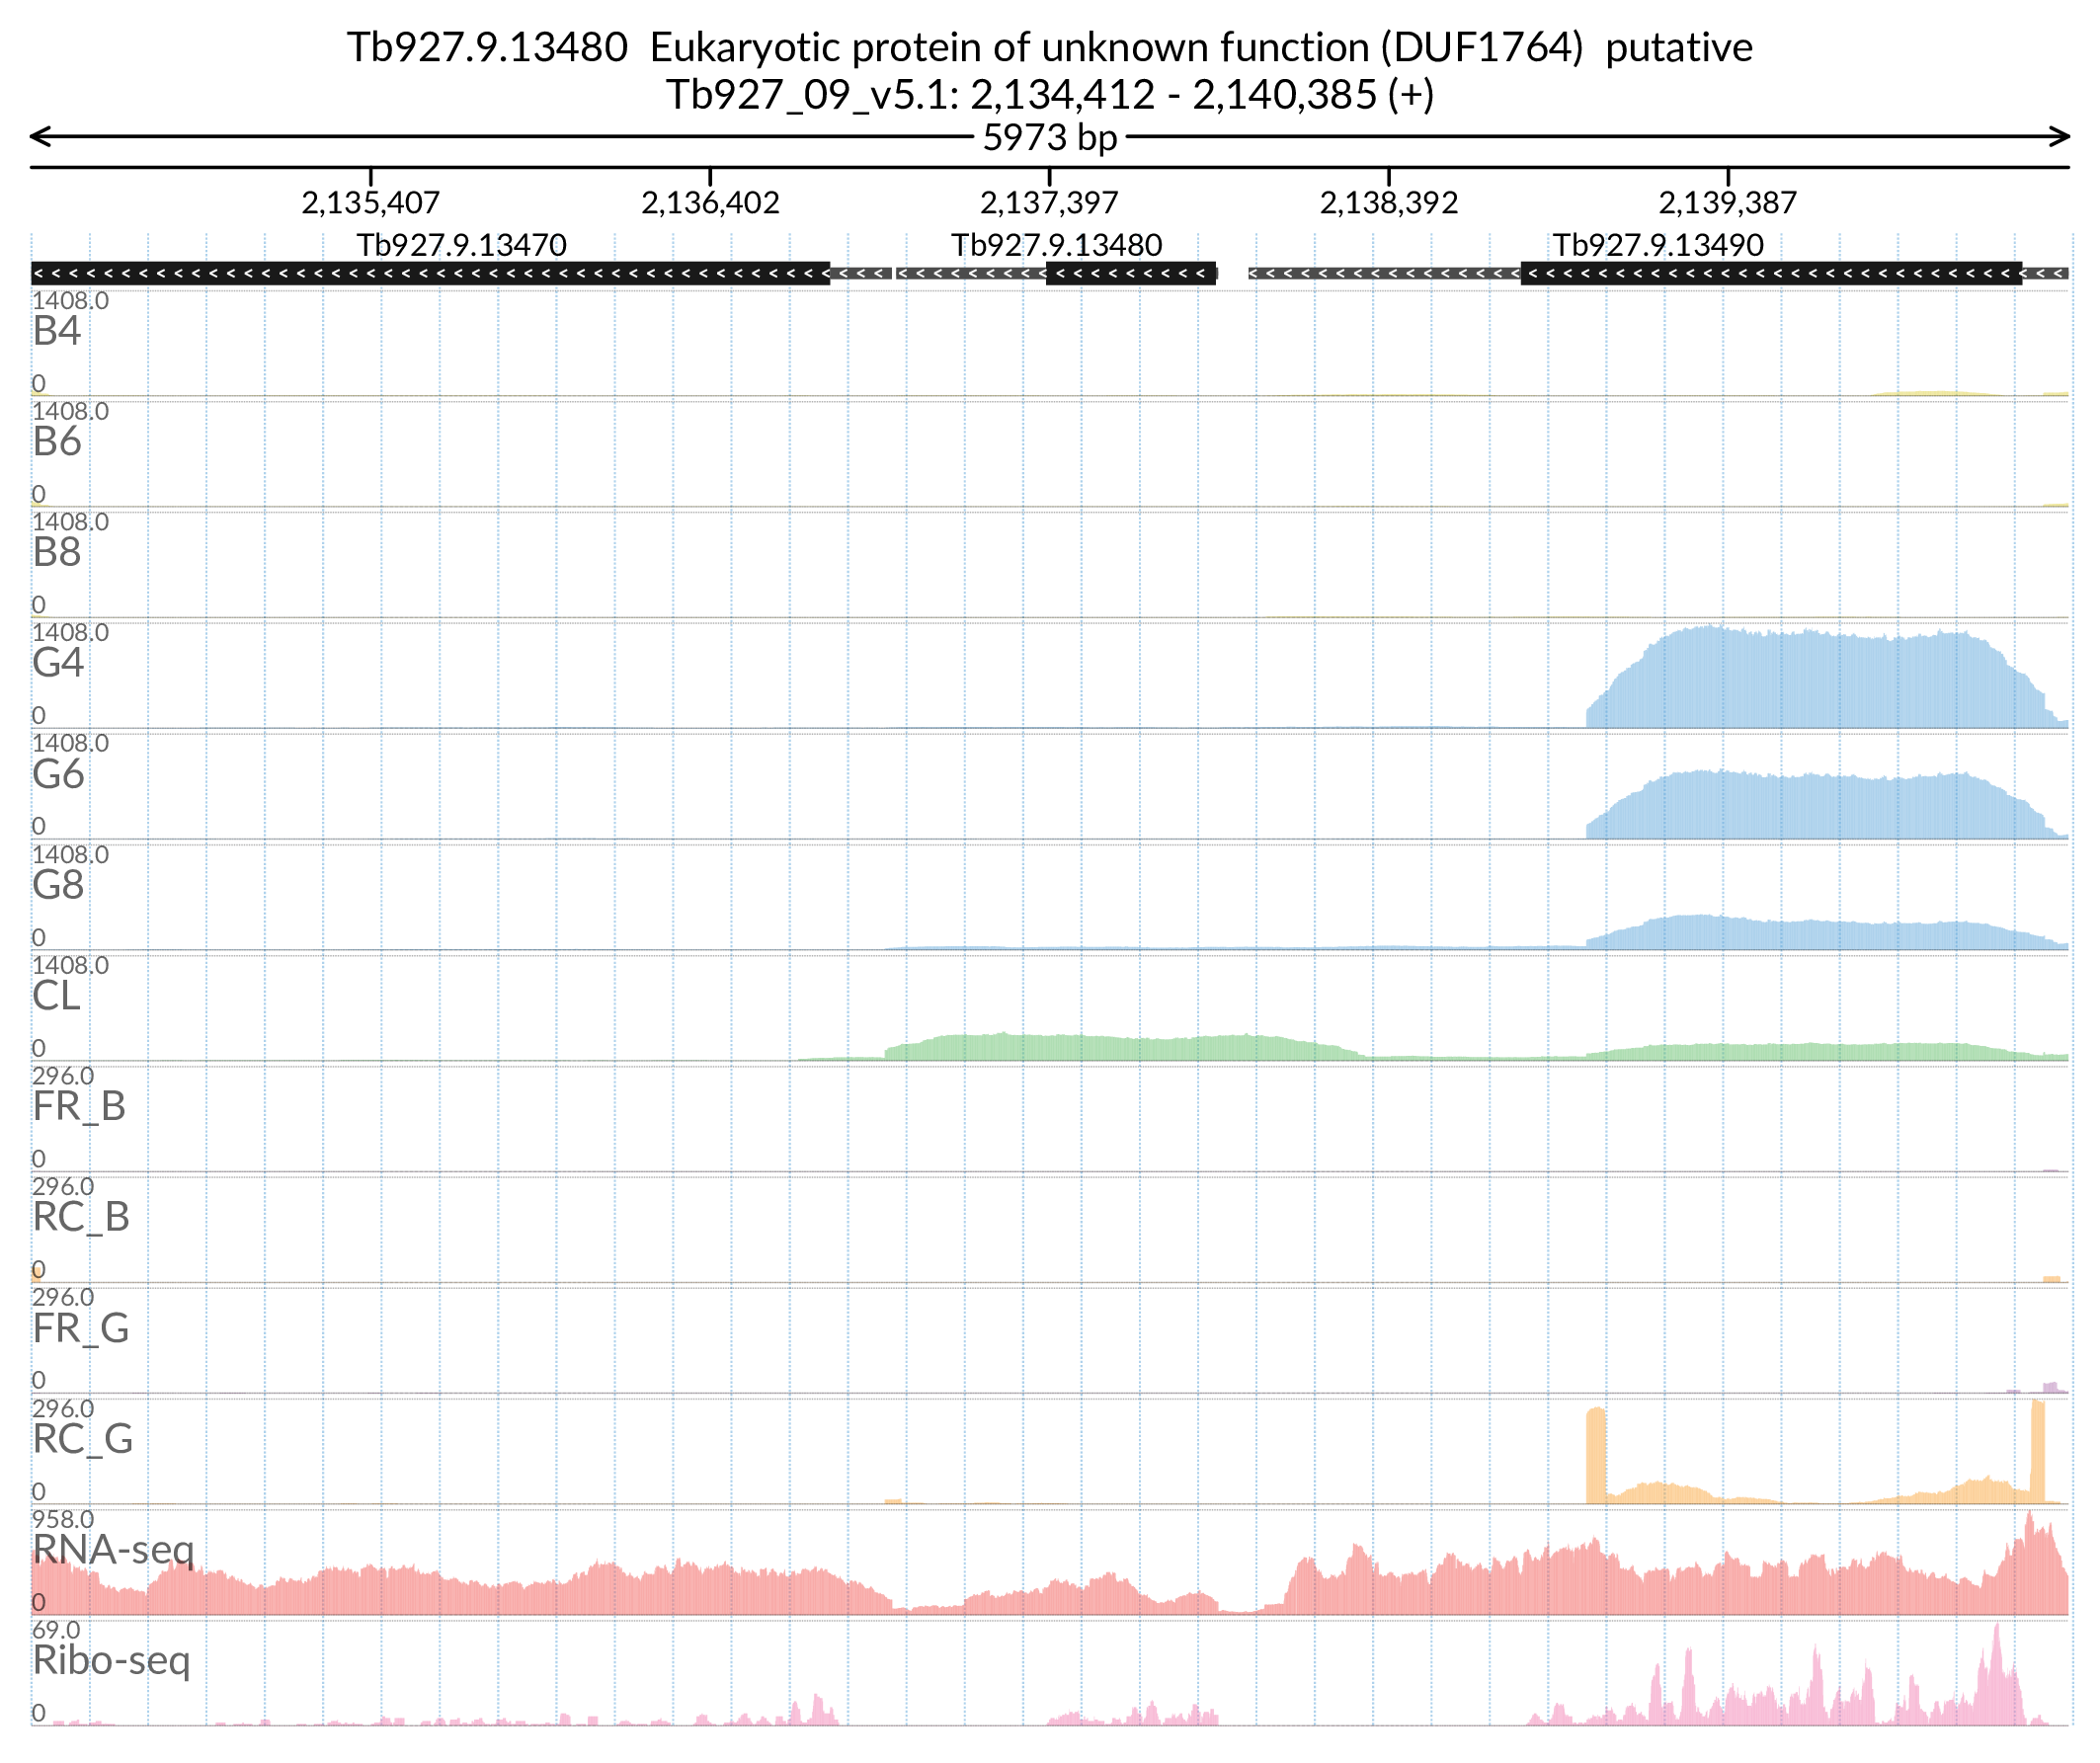 Tb927.9.13480  Eukaryotic protein of unknown function (DUF1764)  putative
Tb927_09_v5.1: 2,134,412 - 2,140,385 (+)
5973 bp
2,135,407 2,136,402 2,137,397 2,138,392 2,139,387
Tb927.9.13470 Tb927.9.13480 Tb927.9.13490
1408.0
B4
0
1408.0
B6
0
1408.0
B8
0
1408.0
G4
0
1408.0
G6
0
1408.0
G8
0
1408.0
CL
0
296.0
FR_B
0
296.0
RC_B
0
296.0
FR_G
0
296.0
RC_G
0
958.0
RNA-seq
0
69.0
Ribo-seq
0